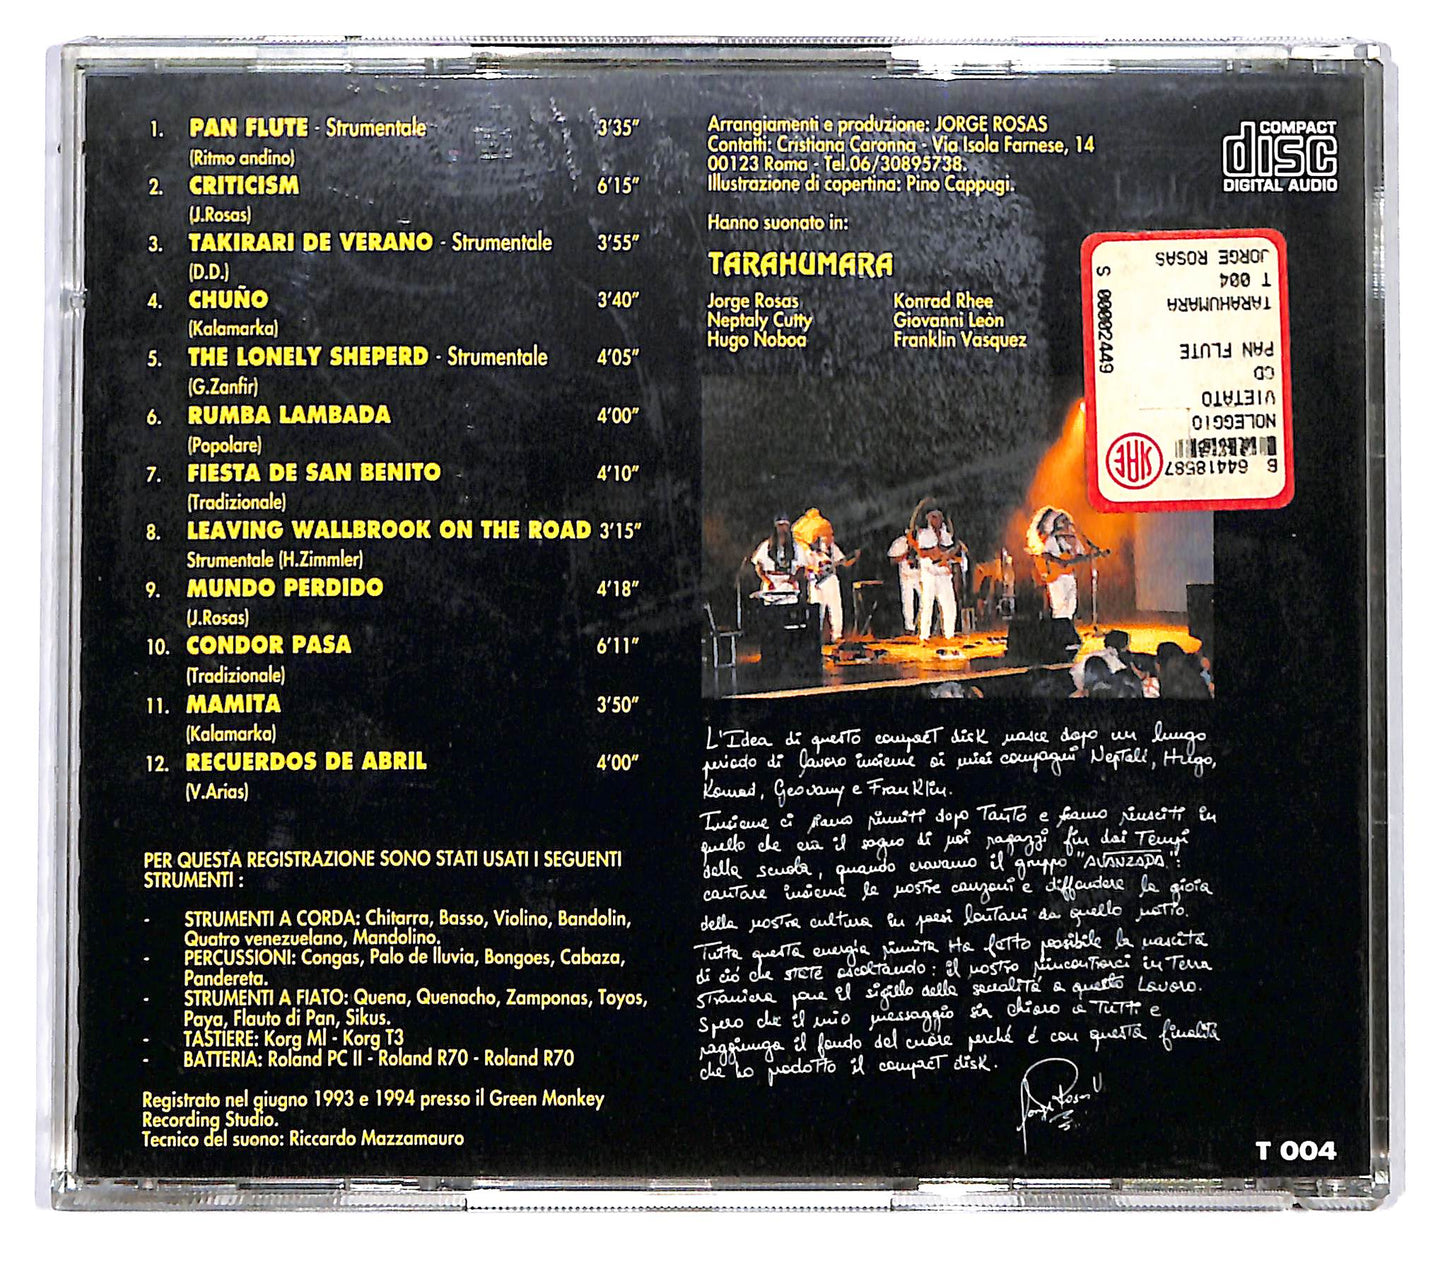 1. PAN FLUTE - Strumentale 3'35"
(Ritmo andino)
2. CRITICISM 6'15"
(J.Rosas)
3. TAKIRARI DE VERANO - Strumentale 3'55"
(D.D.)
4. CHUÑO 3'40"
(Kalamarka)
5. THE LONELY SHEPERD - Strumentale 4'05"
(G.Zanfir)
6. RUMBA LAMBADA 4'00"
(Popolare)
7. FIESTA DE SAN BENITO 4'10"
(Tradizionale)
8. LEAVING WALLBROOK ON THE ROAD 3'15"
Strumentale (H.Zimmler)
9. MUNDO PERDIDO 4'18"
(J.Rosas)
10. CONDOR PASA 6'11"
(Tradizionale)
11. MAMITA 3'50"
(Kalamarka)
12. RECUERDOS DE ABRIL 4'00"
(V.Arias)
PER QUESTA REGISTRAZIONE SONO STATI USATI I SEGUENTI
STRUMENTI :
- STRUMENTI A CORDA: Chitarra, Basso, Violino, Bandolin,
Quatro venezuelano, Mandolino.
- PERCUSSIONI: Congas, Palo de lluvia, Bongoes, Cabaza,
Pandereta.
- STRUMENTI A FIATO: Quena, Quenacho, Zamponas, Toyos,
Paya, Flauto di Pan, Sikus.
- TASTIERE: Korg Ml - Korg T3
- BATTERIA: Roland PC II - Roland R70 - Roland R70
Registrato nel giugno 1993 e 1994 presso il Green Monkey
Recording Studio.
Tecnico del suono: Riccardo Mazzamauro
Arrangiamenti e produzione: JORGE ROSAS
Contatti: Cristiana Caronna - Via Isola Farnese, 14
00123 Roma - Tel.06/30895738.
Illustrazione di copertina: Pino Cappugi.
Hanno suonato in:
TARAHUMARA
Jorge Rosas Konrad Rhee
Neptaly Cutty Giovanni Leòn
Hugo Noboa Franklin Vasquez
COMPACT
disc
DIGITAL AUDIO
B 64418587
NOLEGGIO
VIETATO
CD
PAN FLUTE
TARAHUMARA
T 004
JORGE ROSAS
S 00002449
SIAE
L'Idea di questo compact disk nasce dopo un lungo
periodo di lavoro insieme ai miei compagni Neptali, Hugo,
Konrad, Geovany e Franklin.
Insieme ci siamo riuniti dopo Tanto e siamo riusciti in
quello che era il sogno di noi ragazzi fin dai Tempi
della scuola, quando eravamo il gruppo "AVANZADA":
cantare insieme le nostre canzoni e diffondere la gioia
della nostra cultura in paesi lontani da quello nostro.
Tutta questa energia riunita Ha fatto possibile la nascita
di ciò che state ascoltando: il nostro rincontrarci in Terra
straniera pone il sigillo della serialità a questo Lavoro.
Spero che il mio messaggio sia chiaro a Tutti e
raggiunga il fondo del cuore perché é con questa finalità
che ho prodotto il compact disk.
Jorge Rosas U.
T 004